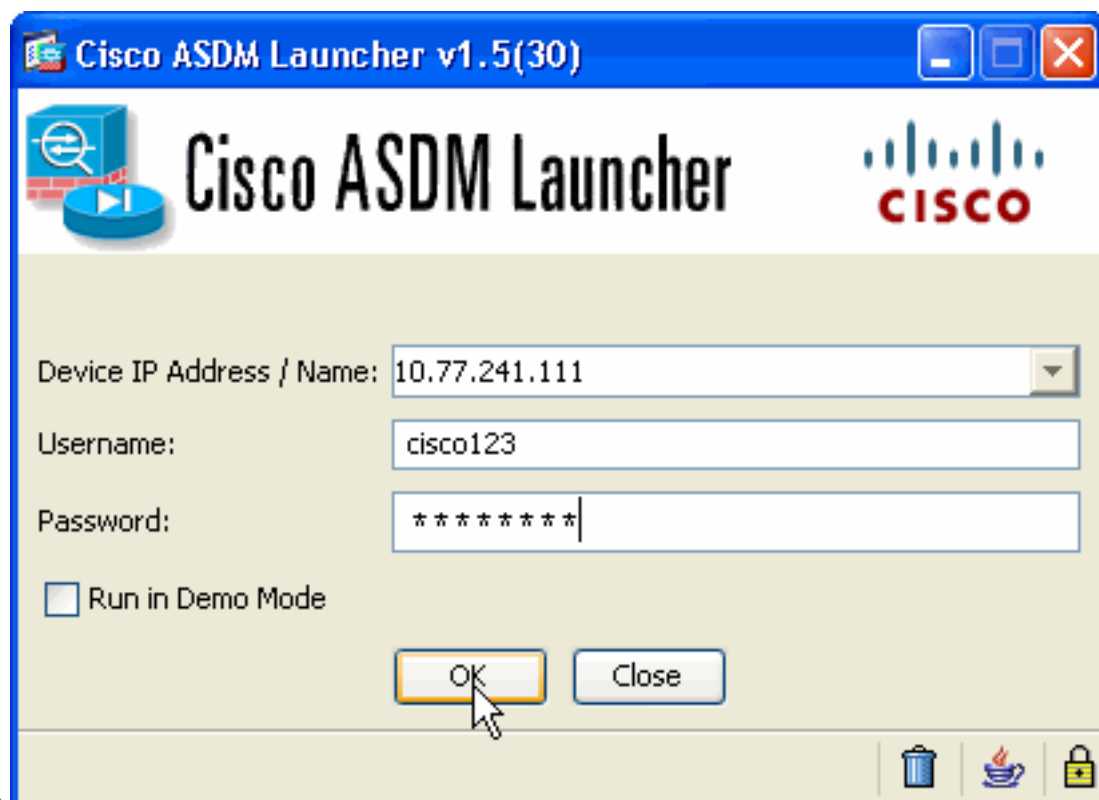 Cisco ASDM Launcher v1.5(30)
Cisco ASDM Launcher
CISCO
Device IP Address / Name: 10.77.241.111
Username: cisco123
Password: ********
Run in Demo Mode
OK Close